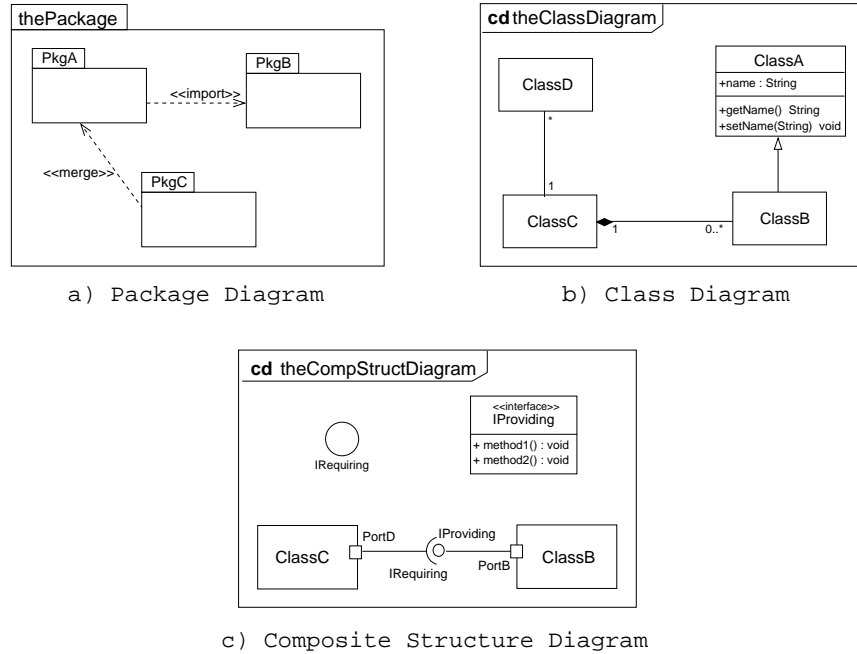 thePackage
PkgA
PkgB
<<import>>
<<merge>>
PkgC
a) Package Diagram
cd theClassDiagram
ClassD
ClassA
+name : String
+getName() String
+setName(String) void
*
1
ClassC
1
0..*
ClassB
b) Class Diagram
cd theCompStructDiagram
IRequiring
<<interface>>
IProviding
+ method1() : void
+ method2() : void
ClassC
PortD
IProviding
IRequiring
PortB
ClassB
c) Composite Structure Diagram